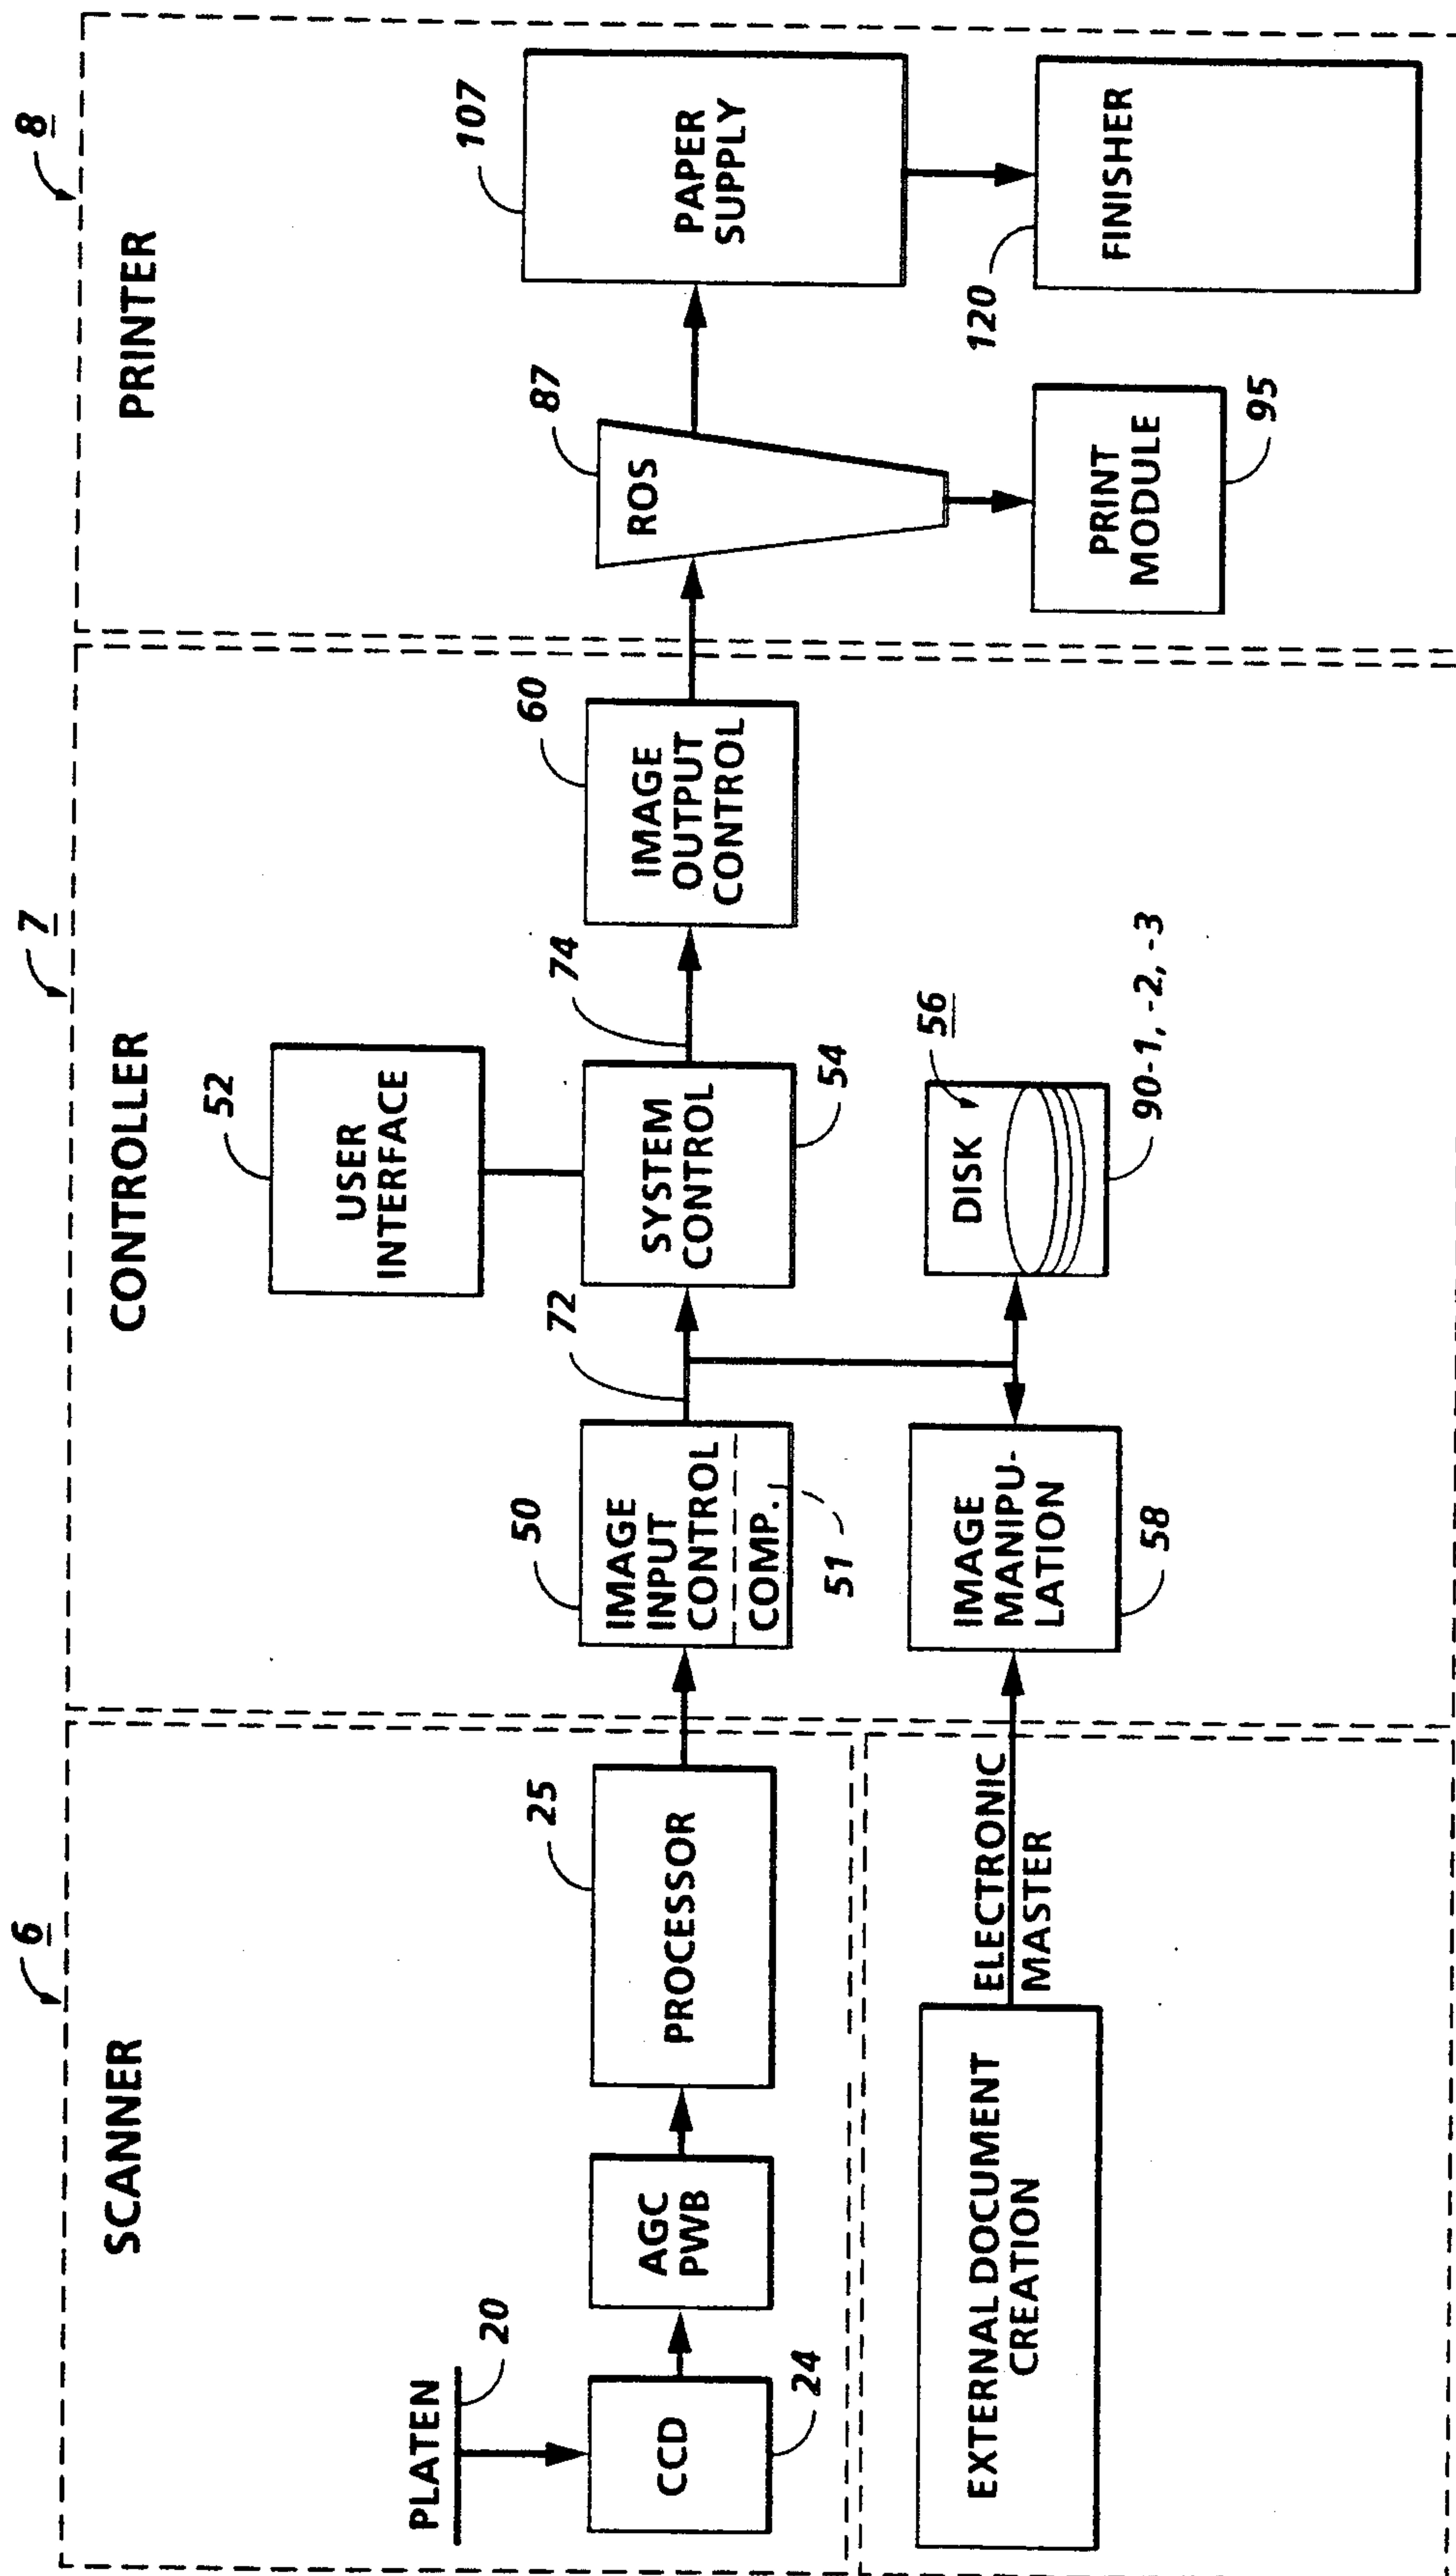 6
SCANNER
PLATEN
20
CCD
24
AGC
PWB
PROCESSOR
25
EXTERNAL DOCUMENT
CREATION
ELECTRONIC
MASTER
7
CONTROLLER
52
USER
INTERFACE
50
IMAGE
INPUT
CONTROL
COMP.
51
72
SYSTEM
CONTROL
54
74
IMAGE
OUTPUT
CONTROL
60
IMAGE
MANIPU-
LATION
58
DISK
56
90-1, -2, -3
8
PRINTER
87
ROS
107
PAPER
SUPPLY
PRINT
MODULE
95
120
FINISHER